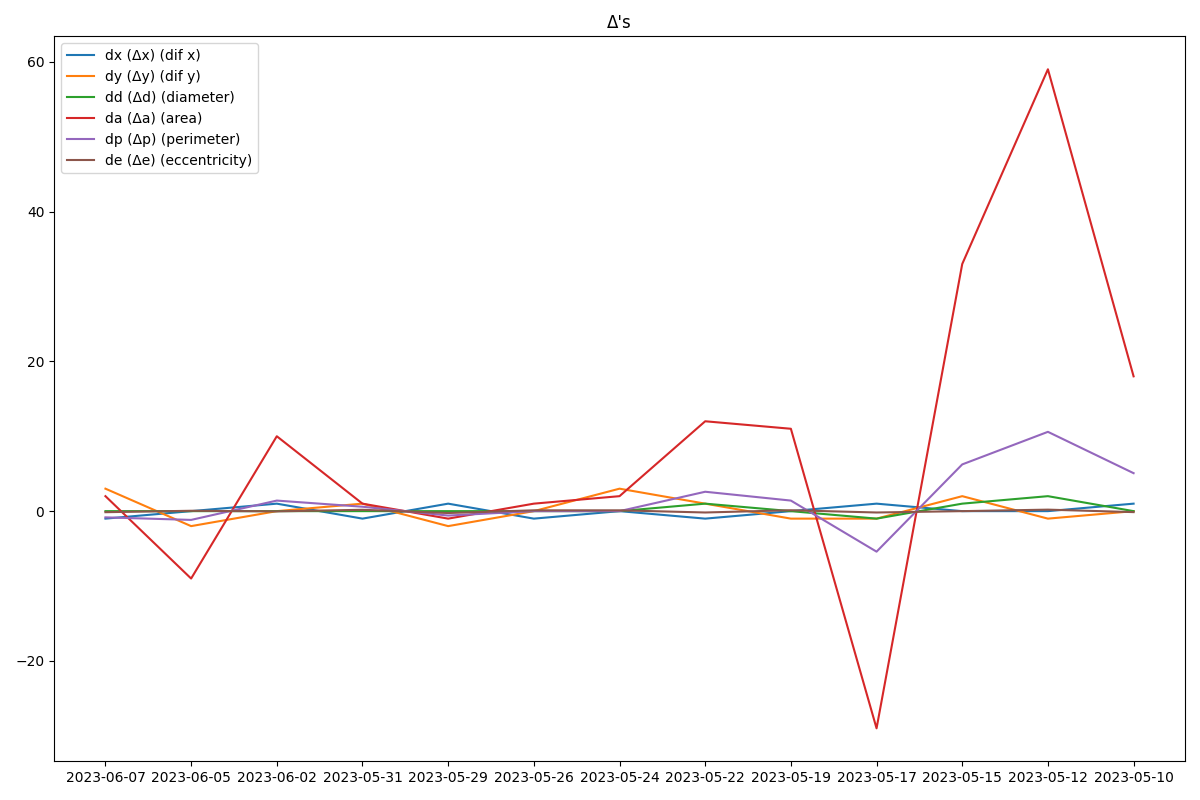 Δ's
dx (Δx) (dif x)
dy (Δy) (dif y)
dd (Δd) (diameter)
da (Δa) (area)
dp (Δp) (perimeter)
de (Δe) (eccentricity)
60
40
20
0
−20
2023-06-07 2023-06-05 2023-06-02 2023-05-31 2023-05-29 2023-05-26 2023-05-24 2023-05-22 2023-05-19 2023-05-17 2023-05-15 2023-05-12 2023-05-10